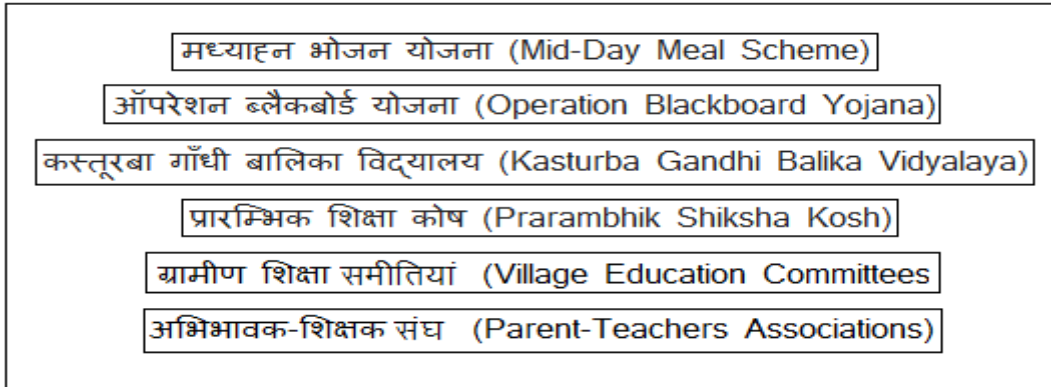 मध्याह्न भोजन योजना (Mid-Day Meal Scheme)
ऑपरेशन ब्लैकबोर्ड योजना (Operation Blackboard Yojana)
कस्तूरबा गाँधी बालिका विद्यालय (Kasturba Gandhi Balika Vidyalaya)
प्रारम्भिक शिक्षा कोष (Prarambhik Shiksha Kosh)
ग्रामीण शिक्षा समीतियां (Village Education Committees
अभिभावक-शिक्षक संघ (Parent-Teachers Associations)